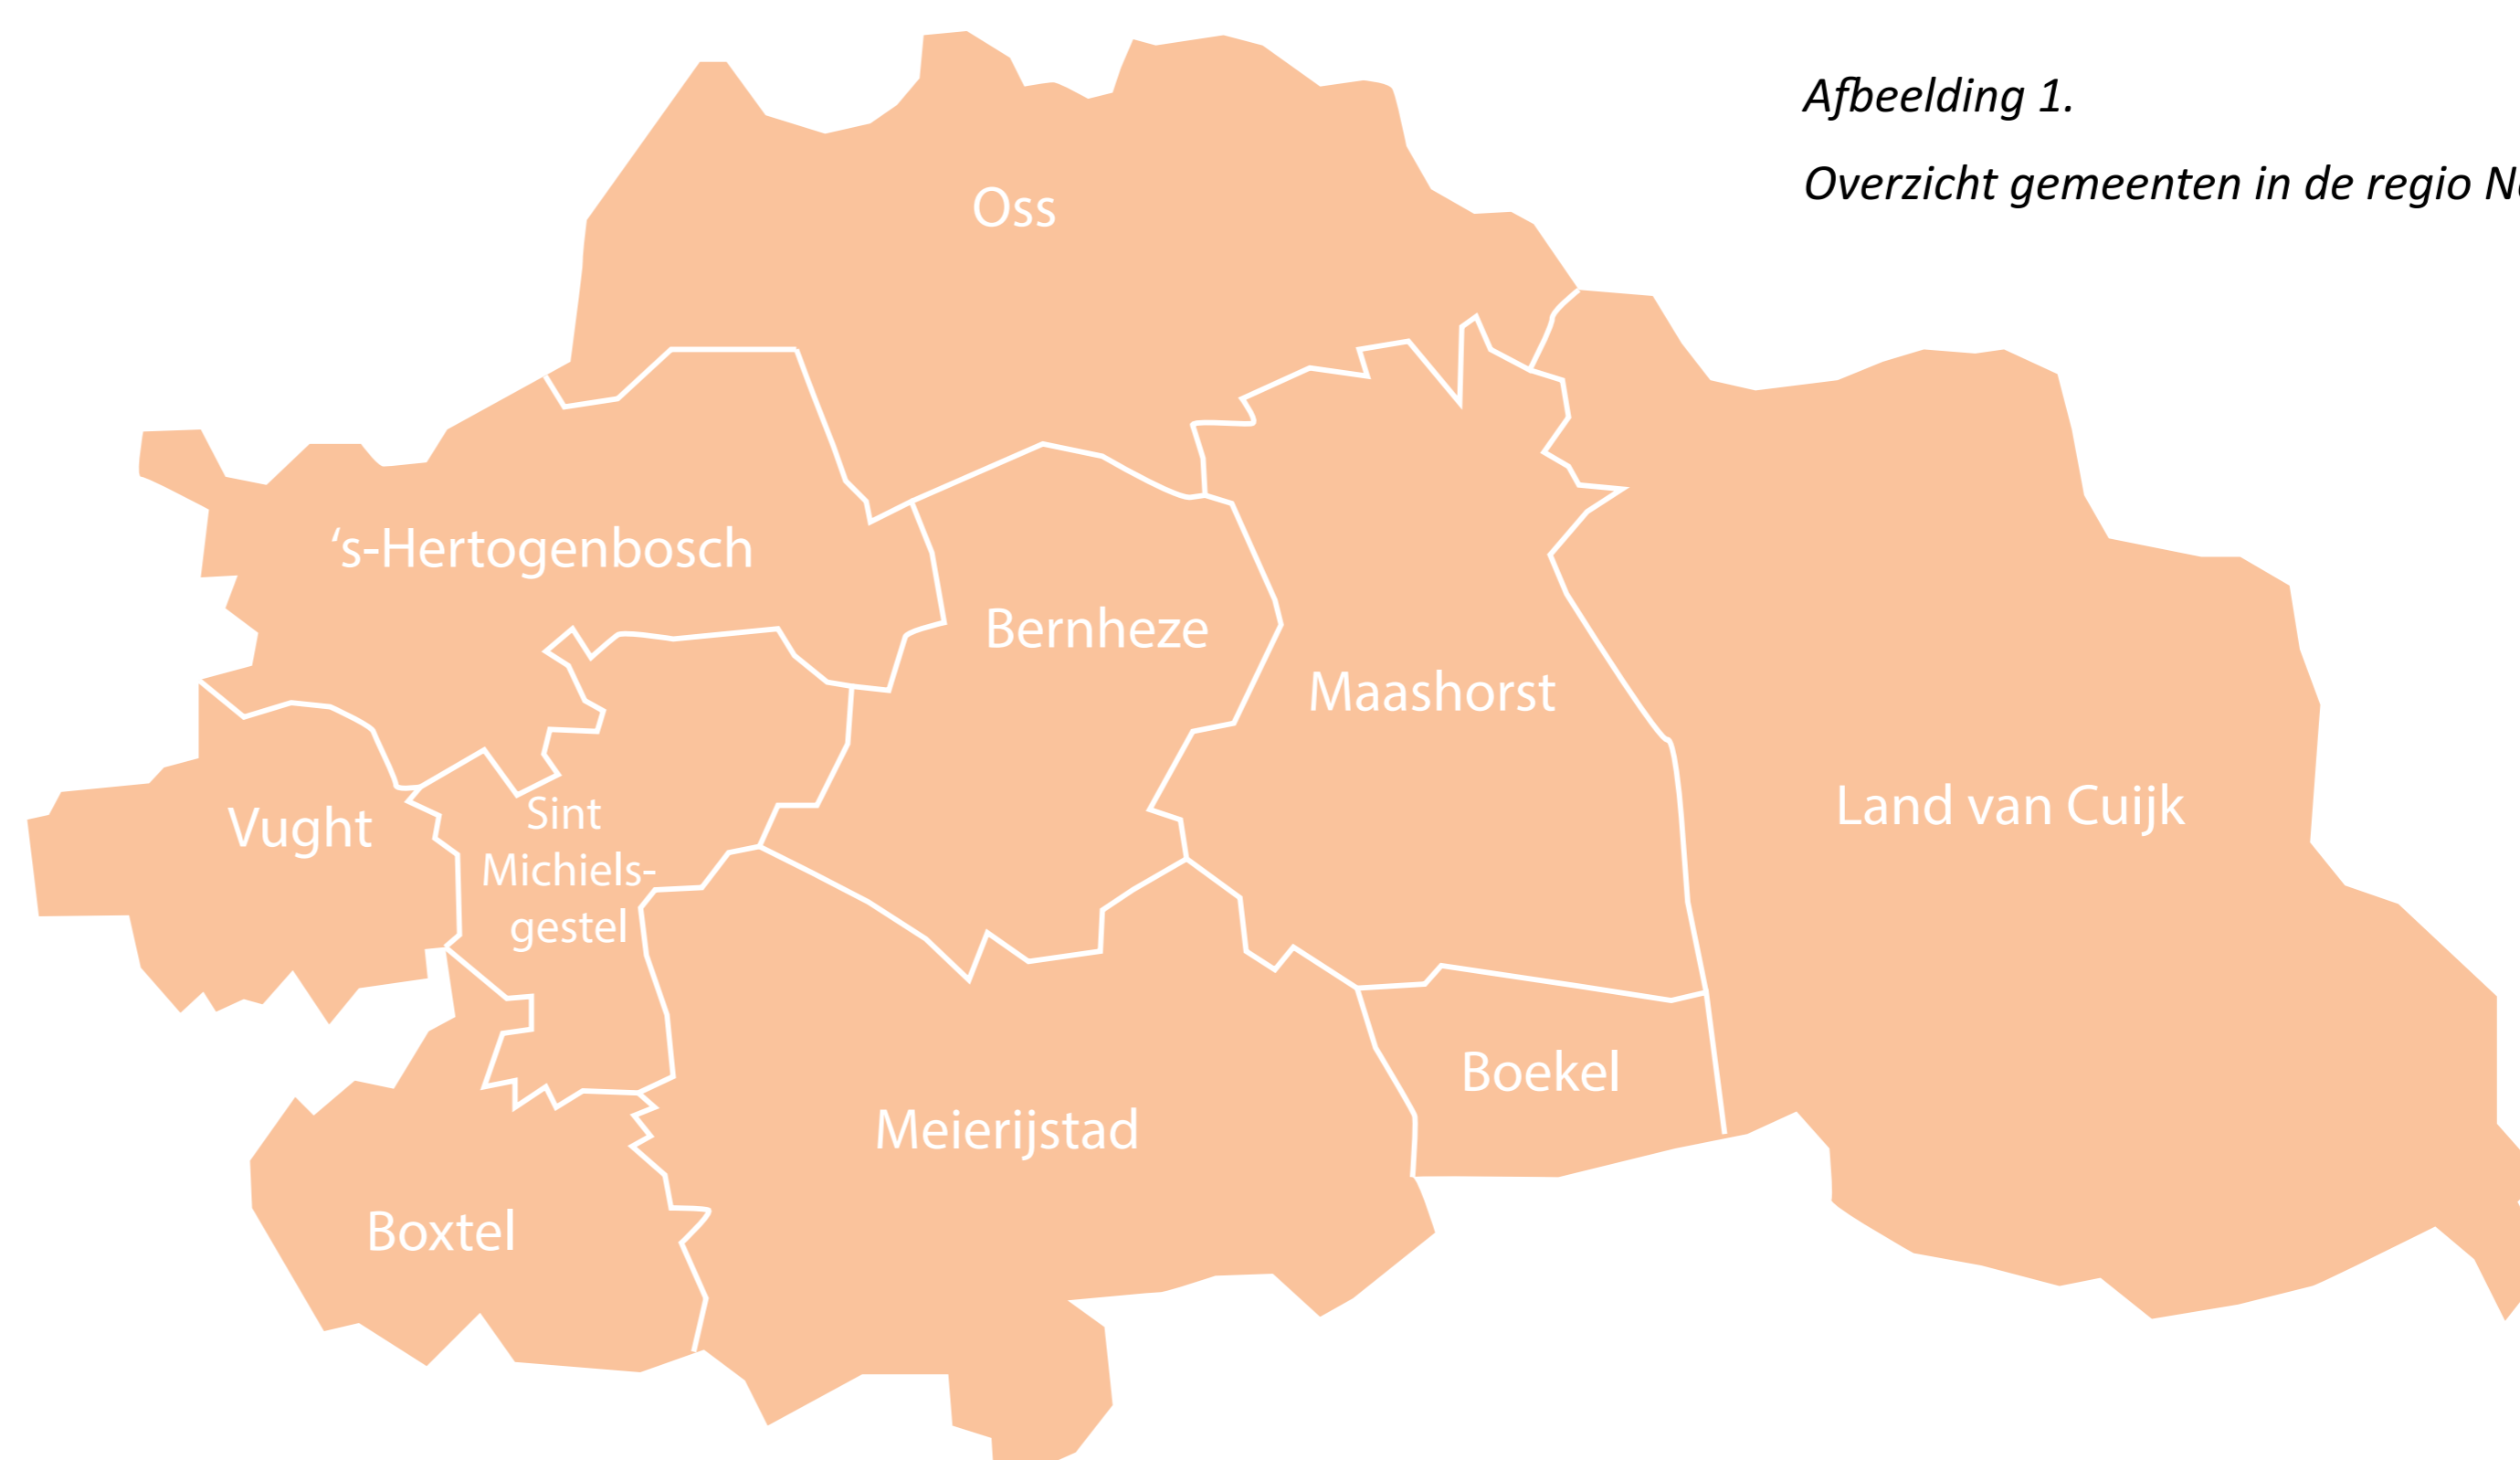 Afbeelding 1.
Overzicht gemeenten in de regio
Oss
's-Hertogenbosch
Bernheze
Maashorst
Land van Cuijk
Vught
Sint
Michiels-
gestel
Boekel
Meierijstad
Boxtel